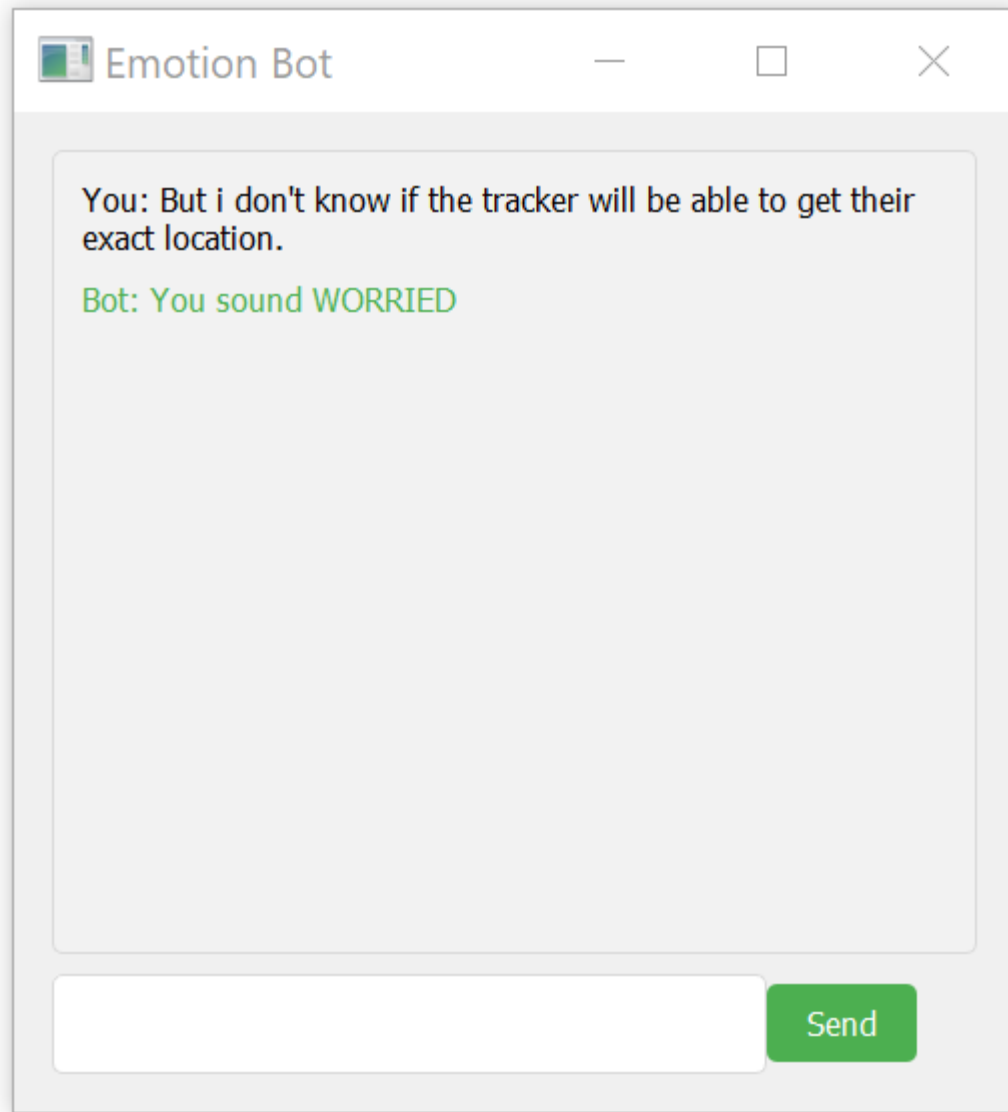 Emotion Bot
You: But i don't know if the tracker will be able to get their
exact location.
Bot: You sound WORRIED
Send